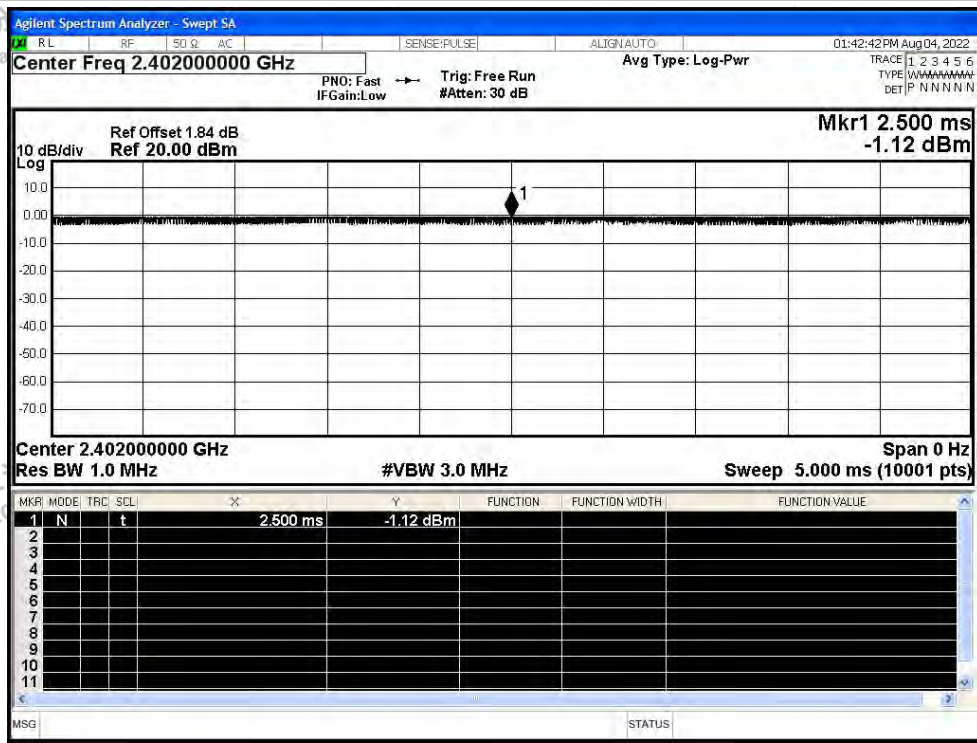 Agilent Spectrum Analyzer - Swept SA
RL RF 50 Ω AC SENSE:PULSE ALIGNAUTO 01:42:42 PM Aug 04, 2022
Center Freq 2.402000000 GHz
PNO: Fast
IFGain:Low
Trig: Free Run
#Atten: 30 dB
Avg Type: Log-Pwr
TRACE 1 2 3 4 5 6
TYPE
DET P N N N N N
Mkr1 2.500 ms
-1.12 dBm
Ref Offset 1.84 dB
10 dB/div Ref 20.00 dBm
Log
10.0
1
0.00
-10.0
-20.0
-30.0
-40.0
-50.0
-60.0
-70.0
Center 2.402000000 GHz Span 0 Hz
Res BW 1.0 MHz #VBW 3.0 MHz Sweep 5.000 ms (10001 pts)
MKR MODE TRC SCL X Y FUNCTION FUNCTION WIDTH FUNCTION VALUE
1 N t 2.500 ms -1.12 dBm
2
3
4
5
6
7
8
9
10
11
MSG STATUS